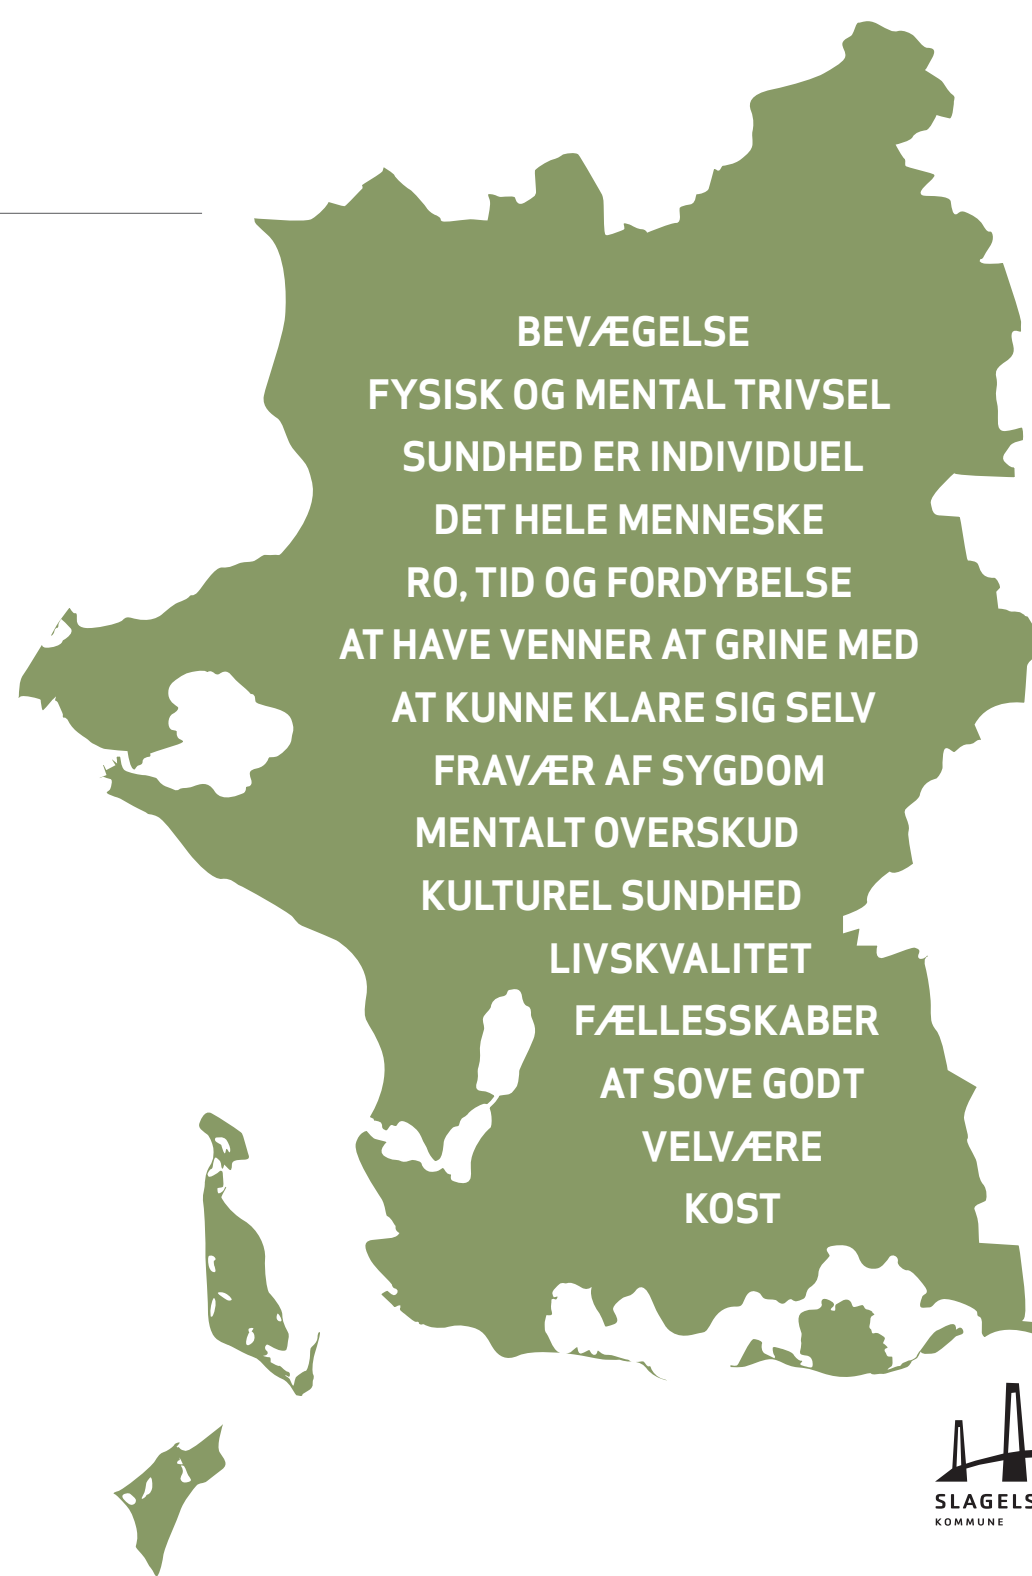 BEVÆGELSE
FYSISK OG MENTAL TRIVSEL
SUNDHED ER INDIVIDUEL
DET HELE MENNESKE
RO, TID OG FORDYBELSE
AT HAVE VENNER AT GRINE MED
AT KUNNE KLARE SIG SELV
FRAVÆR AF SYGDOM
MENTALT OVERSKUD
KULTUREL SUNDHED
LIVSKVALITET
FÆLLESSKABER
AT SOVE GODT
VELVÆRE
KOST
SLAGELS
KOMMUNE